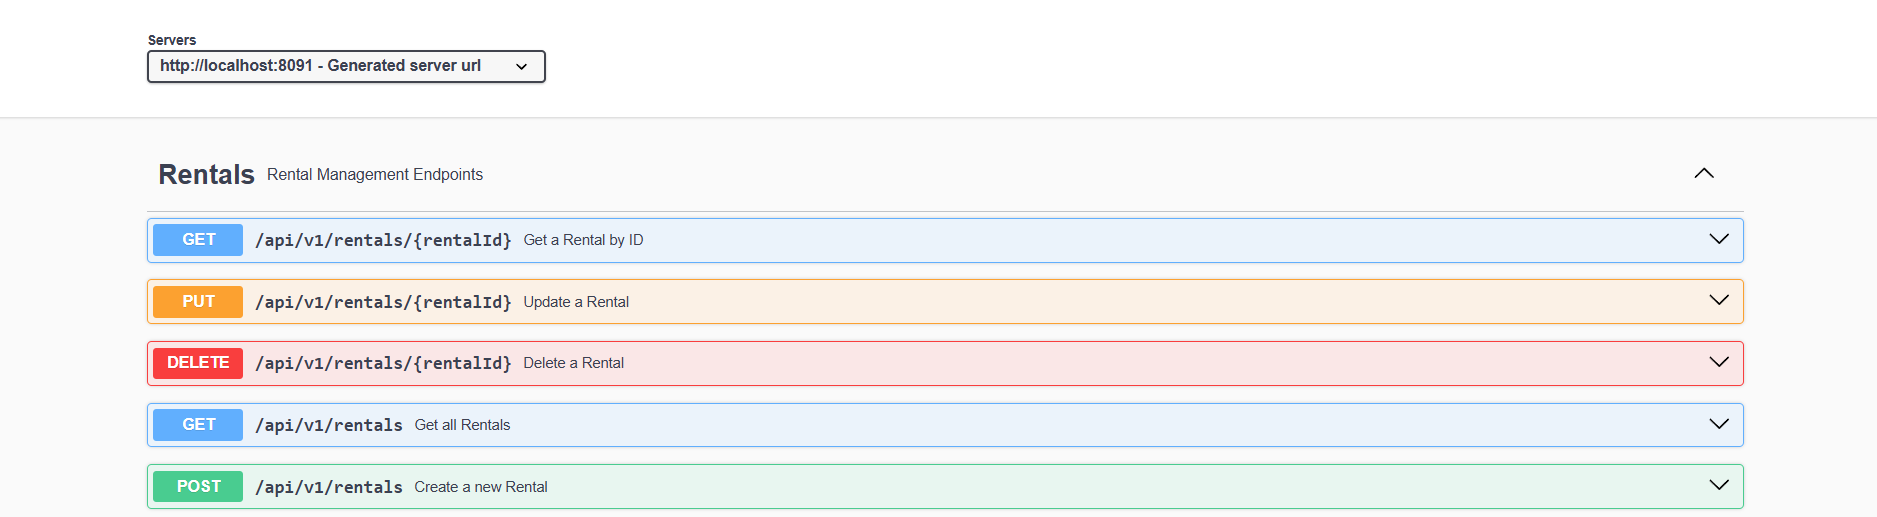 Servers
http://localhost:8091 - Generated server url
Rentals Rental Management Endpoints
GET /api/v1/rentals/{rentalId} Get a Rental by ID
PUT /api/v1/rentals/{rentalId} Update a Rental
DELETE /api/v1/rentals/{rentalId} Delete a Rental
GET /api/v1/rentals Get all Rentals
POST /api/v1/rentals Create a new Rental